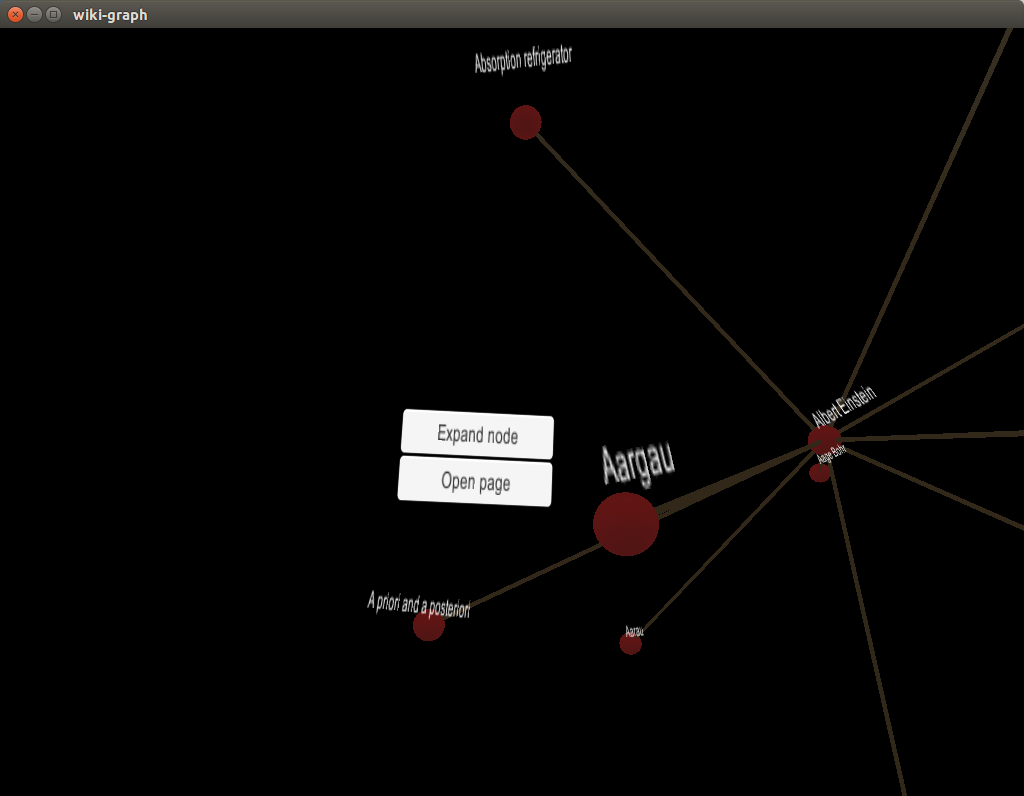 wiki-graph
Absorption refrigerator
Albert Einstein
Expand node
Aargau
Aage Bohr
Open page
A priori and a posteriori
Aarau